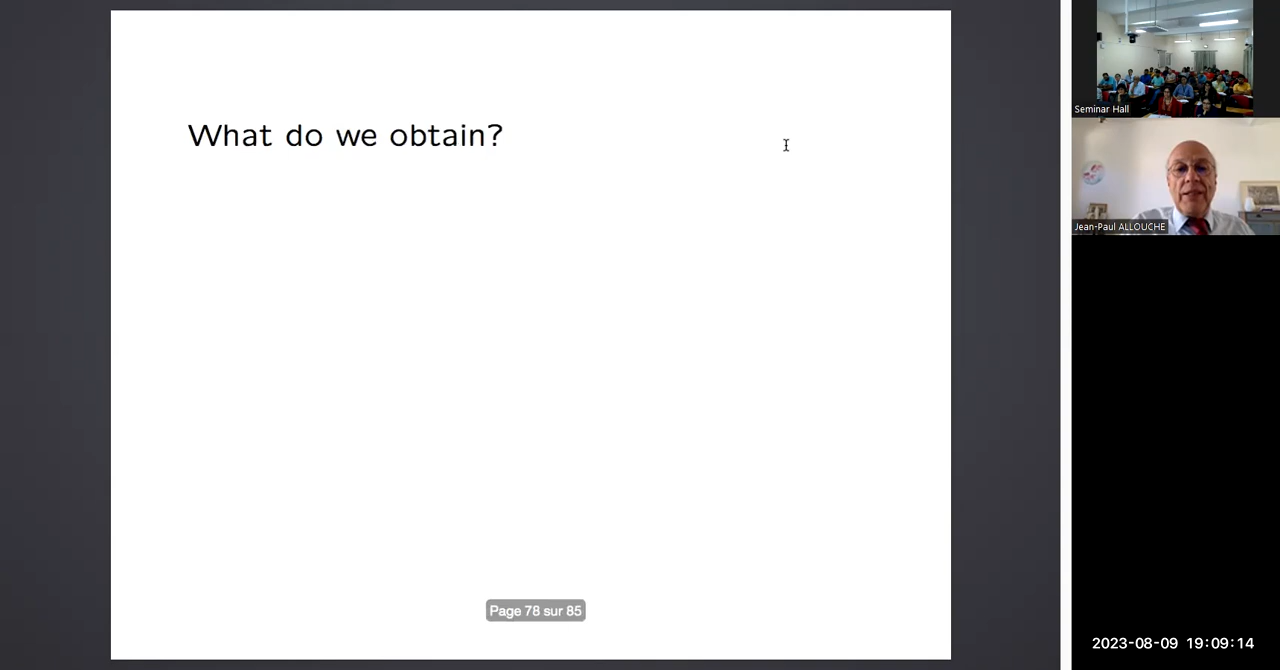 What do we obtain?
Page 78 sur 85
Seminar Hall
Jean-Paul ALLOUCHE
2023-08-09 19:09:14